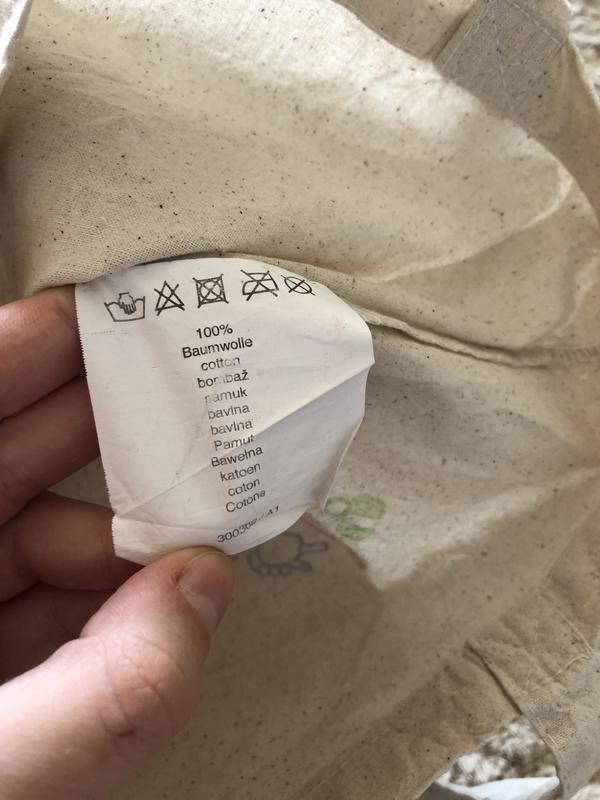 100%
Baumwolle
cotton
bombaž
pamuk
bavlna
bavlna
Pamut
Bawełna
katoen
coton
Cotone